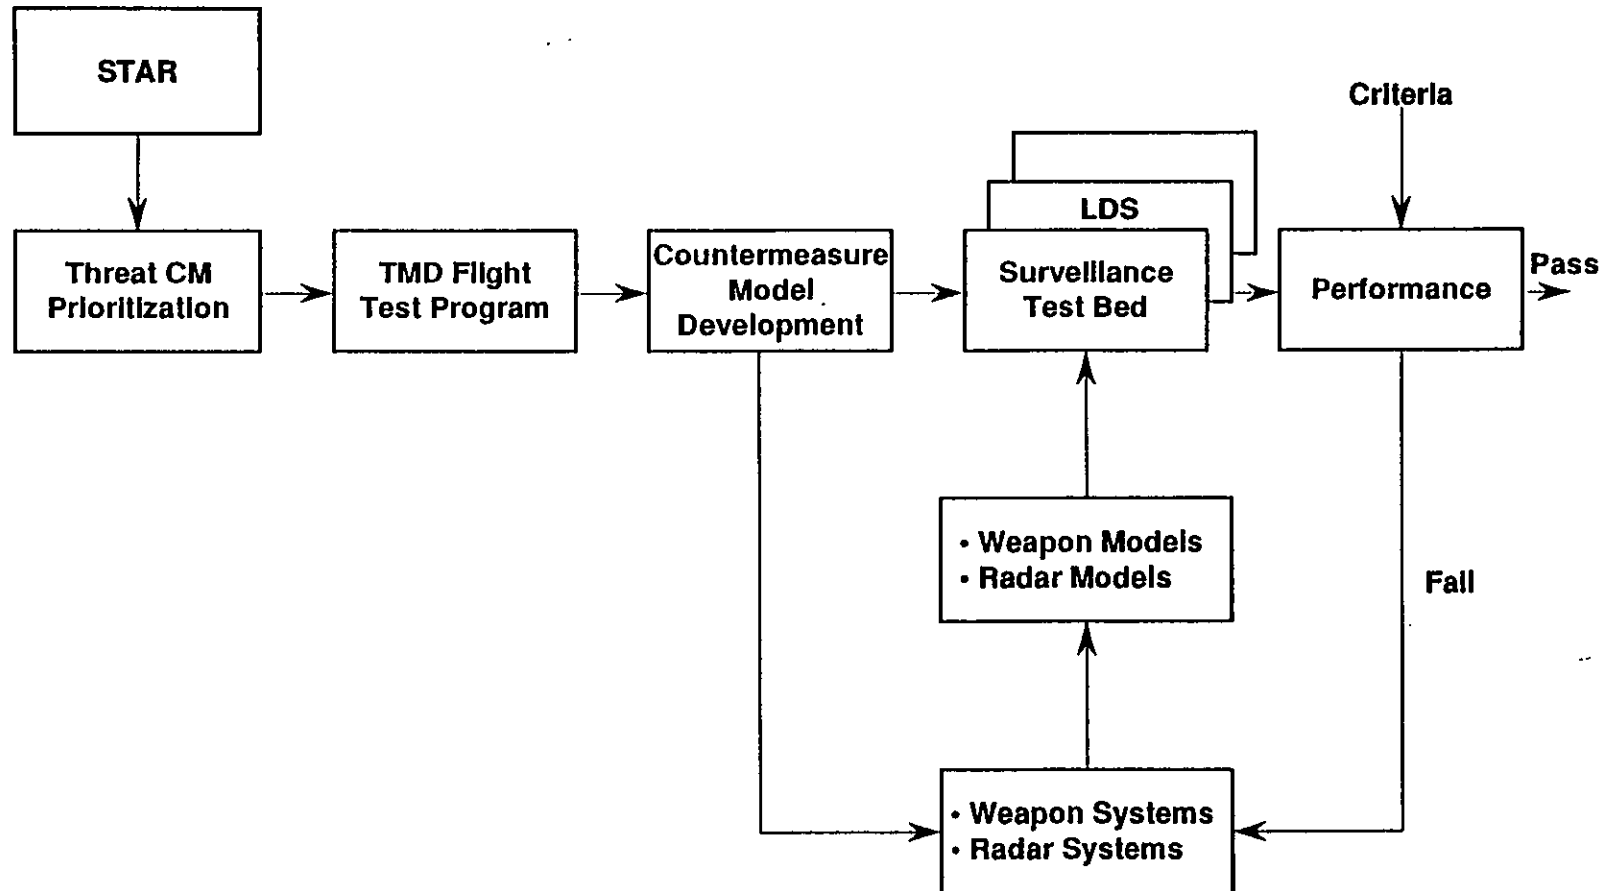 STAR
Criteria
LDS
Threat CM
Prioritization
TMD Flight
Test Program
Countermeasure
Model
Development
Surveillance
Test Bed
Performance
Pass
• Weapon Models
• Radar Models
Fail
• Weapon Systems
• Radar Systems